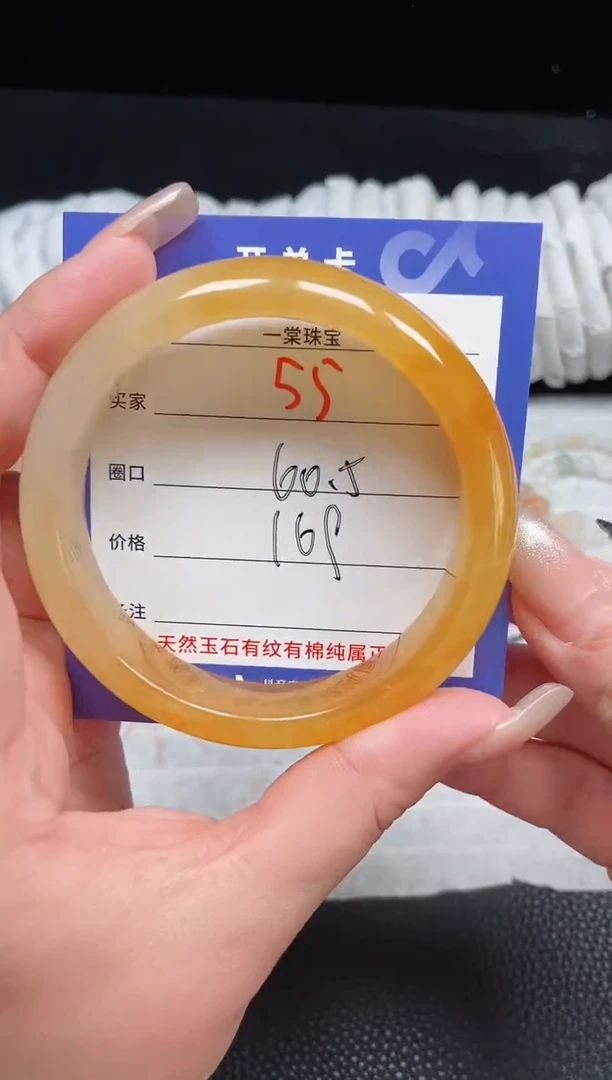 开单卡
一棠珠宝
买家 55
圈口 60.5
价格 168
备注
天然玉石有纹有棉纯属正